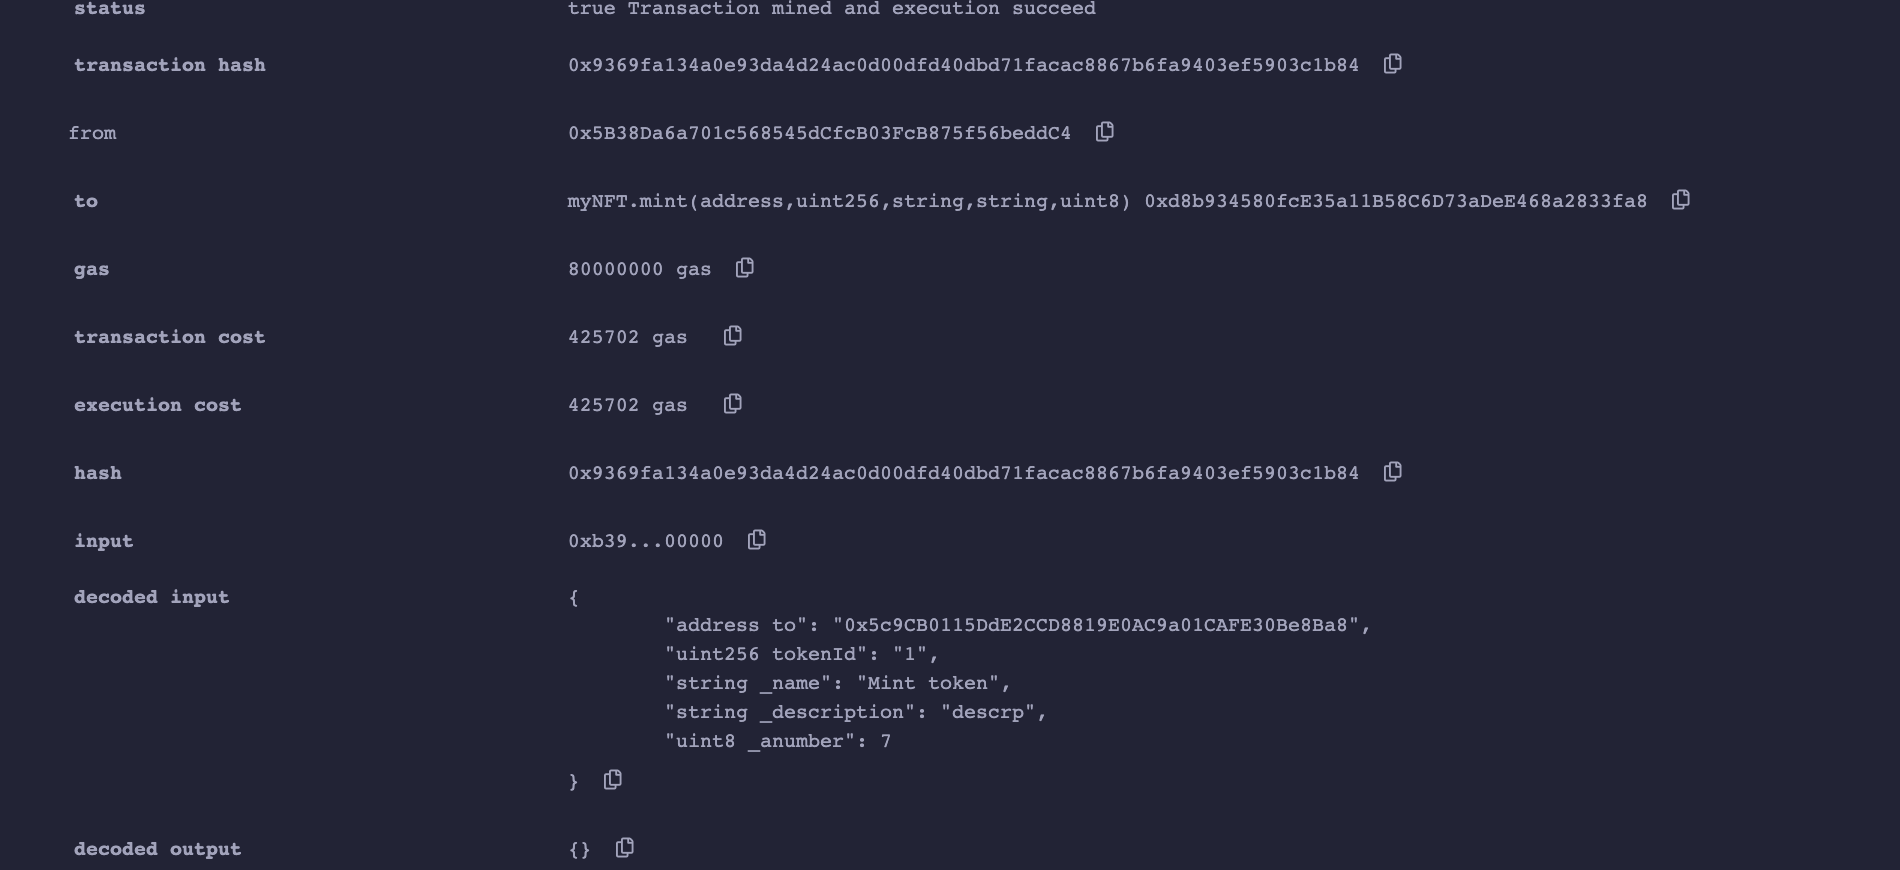 status true Transaction mined and execution succeed
transaction hash 0x9369fa134a0e93da4d24ac0d00dfd40dbd71facac8867b6fa9403ef5903c1b84
from 0x5B38Da6a701c568545dCfcB03FcB875f56beddC4
to myNFT.mint(address,uint256,string,string,uint8) 0xd8b934580fcE35a11B58C6D73aDeE468a2833fa8
gas 80000000 gas
transaction cost 425702 gas
execution cost 425702 gas
hash 0x9369fa134a0e93da4d24ac0d00dfd40dbd71facac8867b6fa9403ef5903c1b84
input 0xb39...00000
decoded input {
"address to": "0x5c9CB0115DdE2CCD8819E0AC9a01CAFE30Be8Ba8",
"uint256 tokenId": "1",
"string _name": "Mint token",
"string _description": "descrp",
"uint8 _anumber": 7
}
decoded output {}